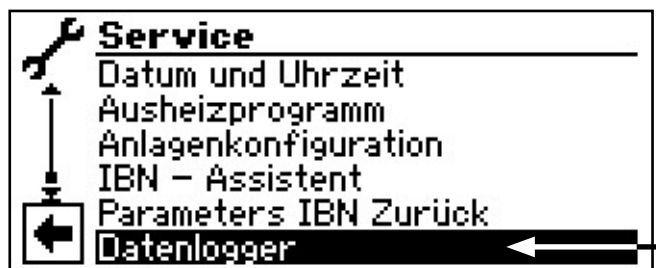 Service
Datum und Uhrzeit
Ausheizprogramm
Anlagenkonfiguration
IBN – Assistent
Parameters IBN Zurück
Datenlogger